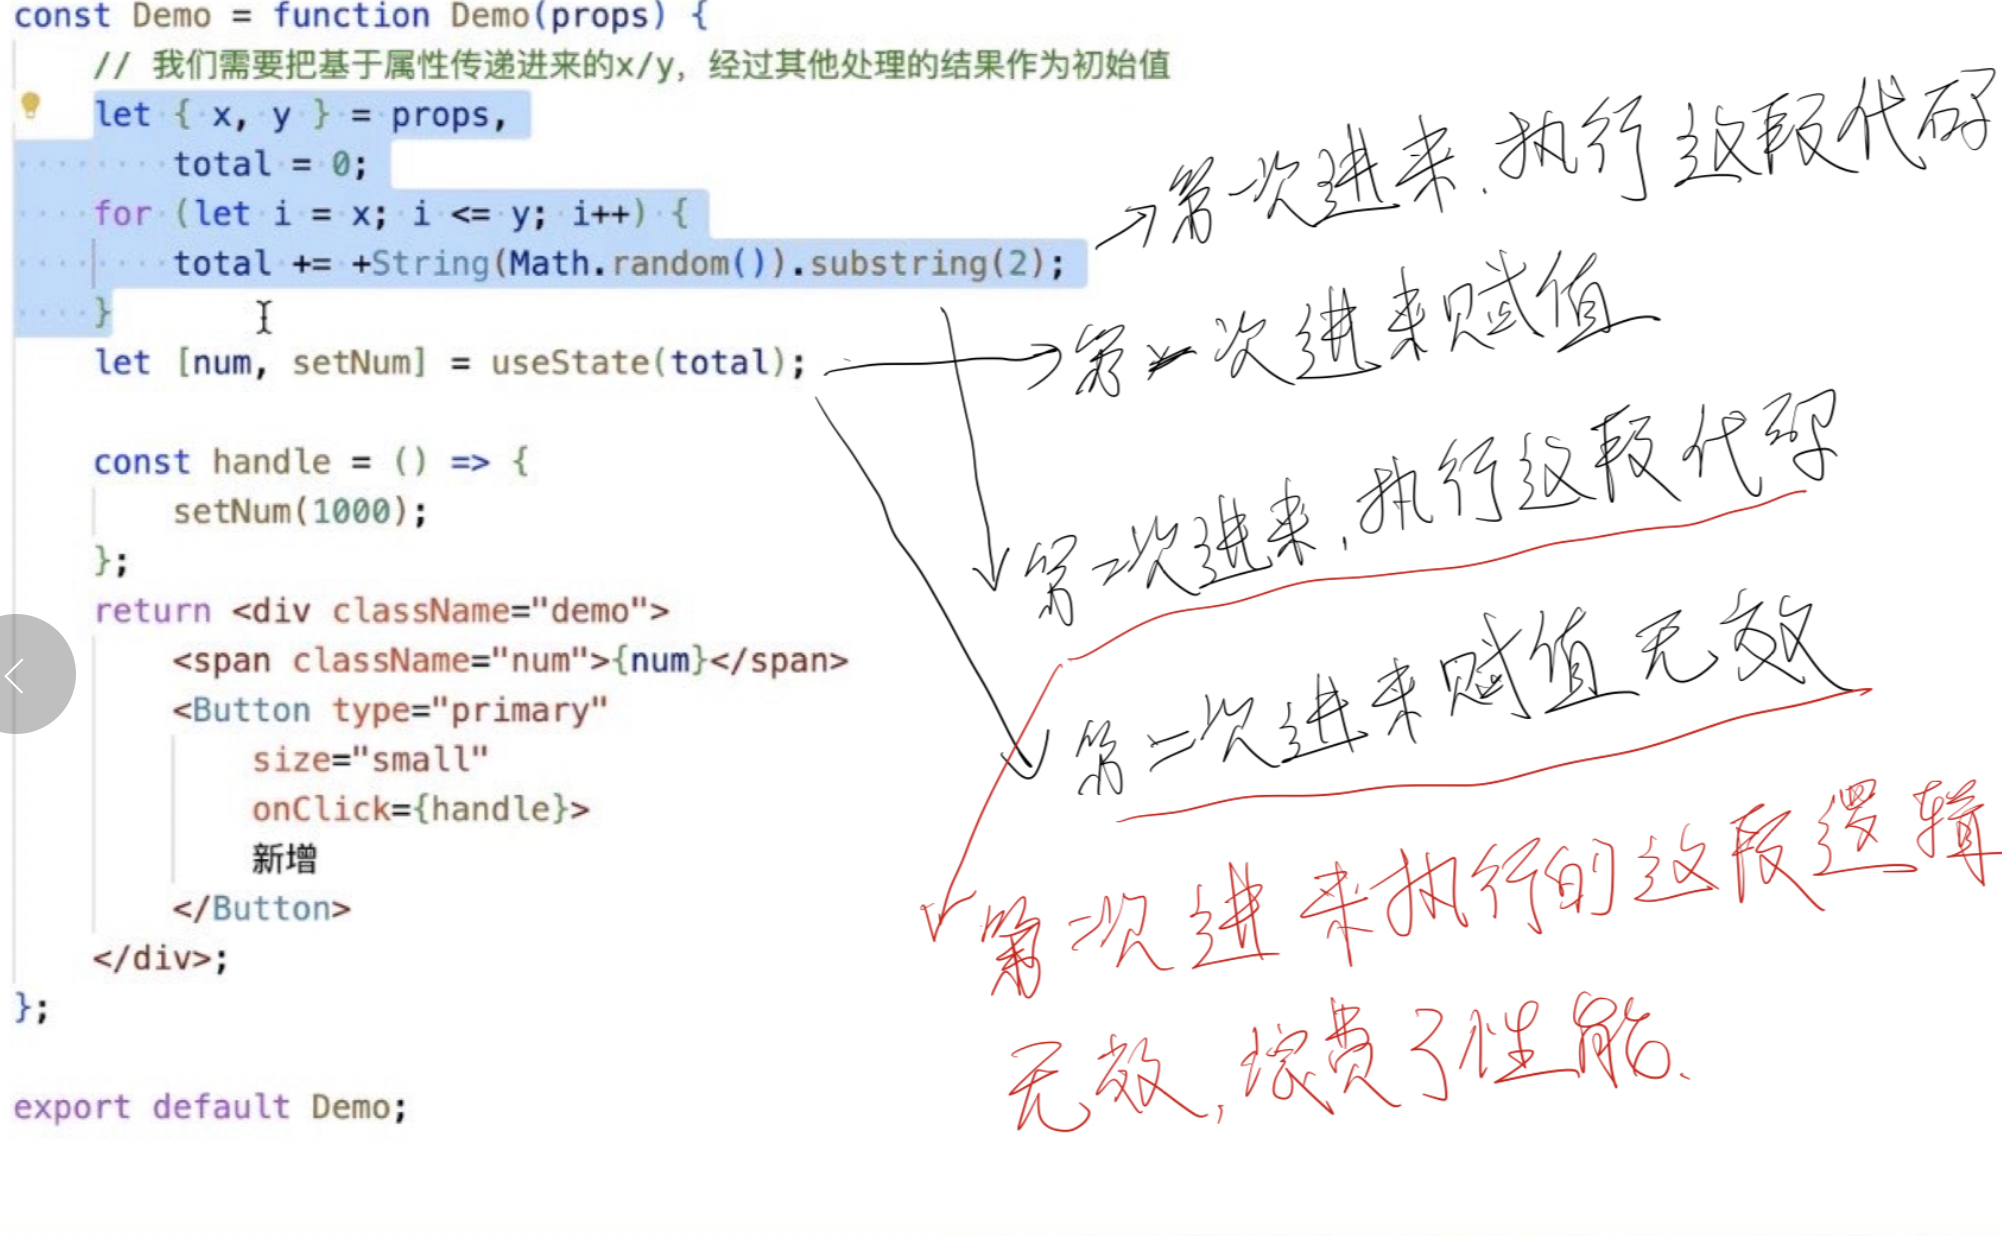 const Demo = function Demo(props) {
// 我们需要把基于属性传递进来的x/y，经过其他处理的结果作为初始值
let { x, y } = props,
total = 0;
for (let i = x; i <= y; i++) {
total += +String(Math.random()).substring(2);
}
let [num, setNum] = useState(total);
const handle = () => {
setNum(1000);
};
return <div className="demo">
<span className="num">{num}</span>
<Button type="primary"
size="small"
onClick={handle}>
新增
</Button>
</div>;
};
export default Demo;
第一次进来.执行这段代码
第一次进来赋值
第二次进来,执行这段代码
第二次进来赋值无效
第二次进来执行的这段逻辑
无效,浪费了性能.